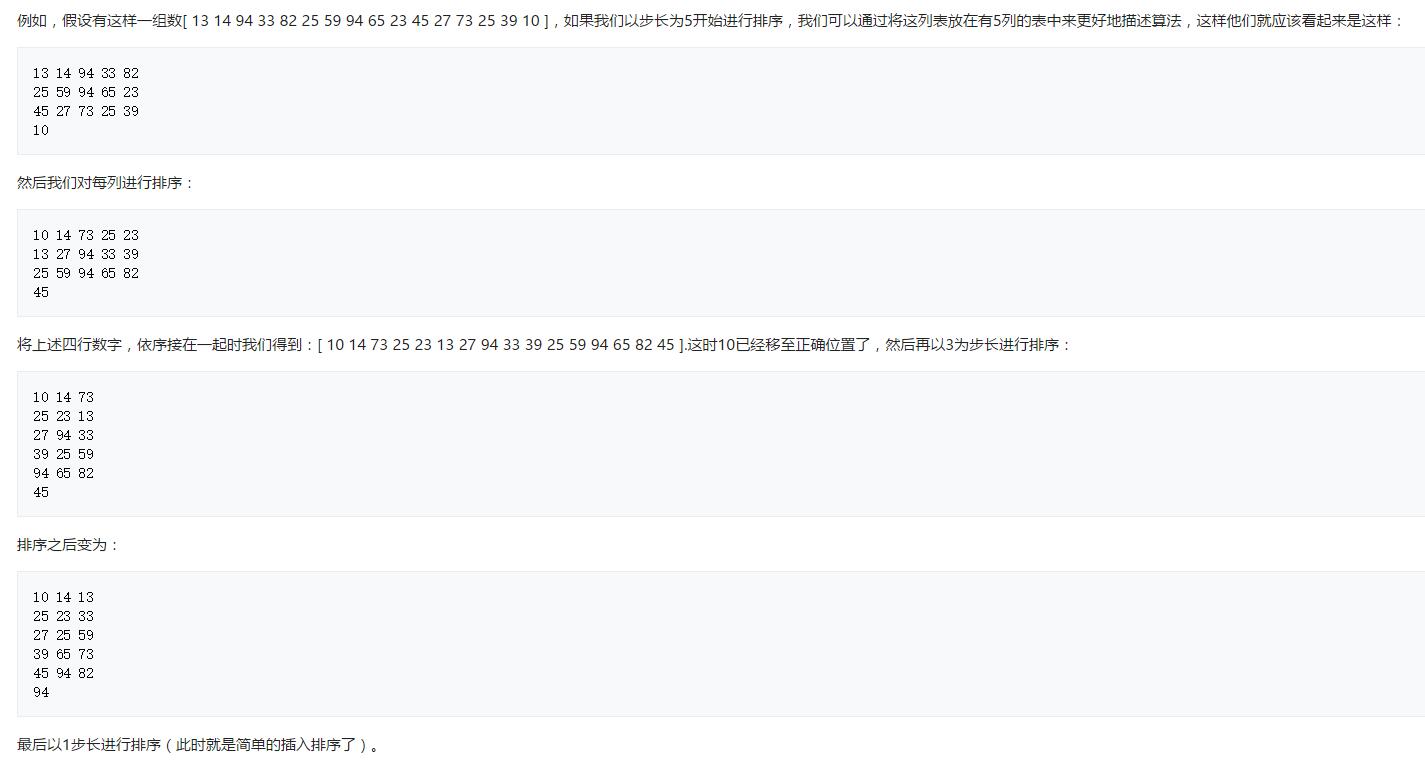 例如，假设有这样一组数[ 13 14 94 33 82 25 59 94 65 23 45 27 73 25 39 10 ]，如果我们以步长为5开始进行排序，我们可以通过将这列表放在有5列的表中来更好地描述算法，这样他们就应该看起来是这样：
13 14 94 33 82
25 59 94 65 23
45 27 73 25 39
10
然后我们对每列进行排序：
10 14 73 25 23
13 27 94 33 39
25 59 94 65 82
45
将上述四行数字，依序接在一起时我们得到：[ 10 14 73 25 23 13 27 94 33 39 25 59 94 65 82 45 ].这时10已经移至正确位置了，然后再以3为步长进行排序：
10 14 73
25 23 13
27 94 33
39 25 59
94 65 82
45
排序之后变为：
10 14 13
25 23 33
27 25 59
39 65 73
45 94 82
94
最后以1步长进行排序（此时就是简单的插入排序了）。